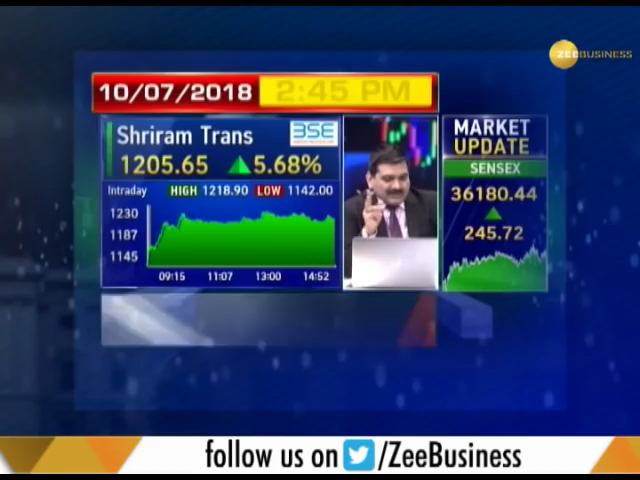 ZEEBUSINESS
10/07/2018 2:45 PM
Shriram Trans
BSE
1205.65 5.68%
Intraday HIGH 1218.90 LOW 1142.00
1230
1187
1145
09:15 11:07 13:00 14:52
MARKET
UPDATE
SENSEX
36180.44
245.72
follow us on /ZeeBusiness